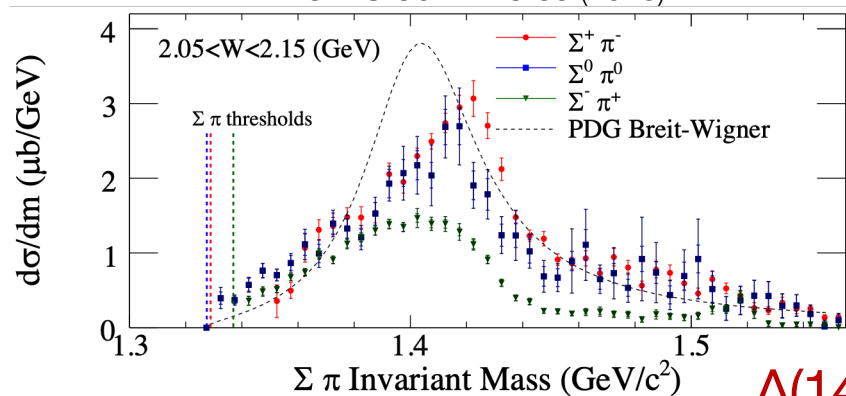 2.05<W<2.15 (GeV)
Σ⁺ π⁻
Σ⁰ π⁰
Σ⁻ π⁺
PDG Breit-Wigner
Σ π thresholds
dσ/dm (μb/GeV)
4
3
2
1
0
1.3
1.4
1.5
Σ π Invariant Mass (GeV/c²)
Λ(14